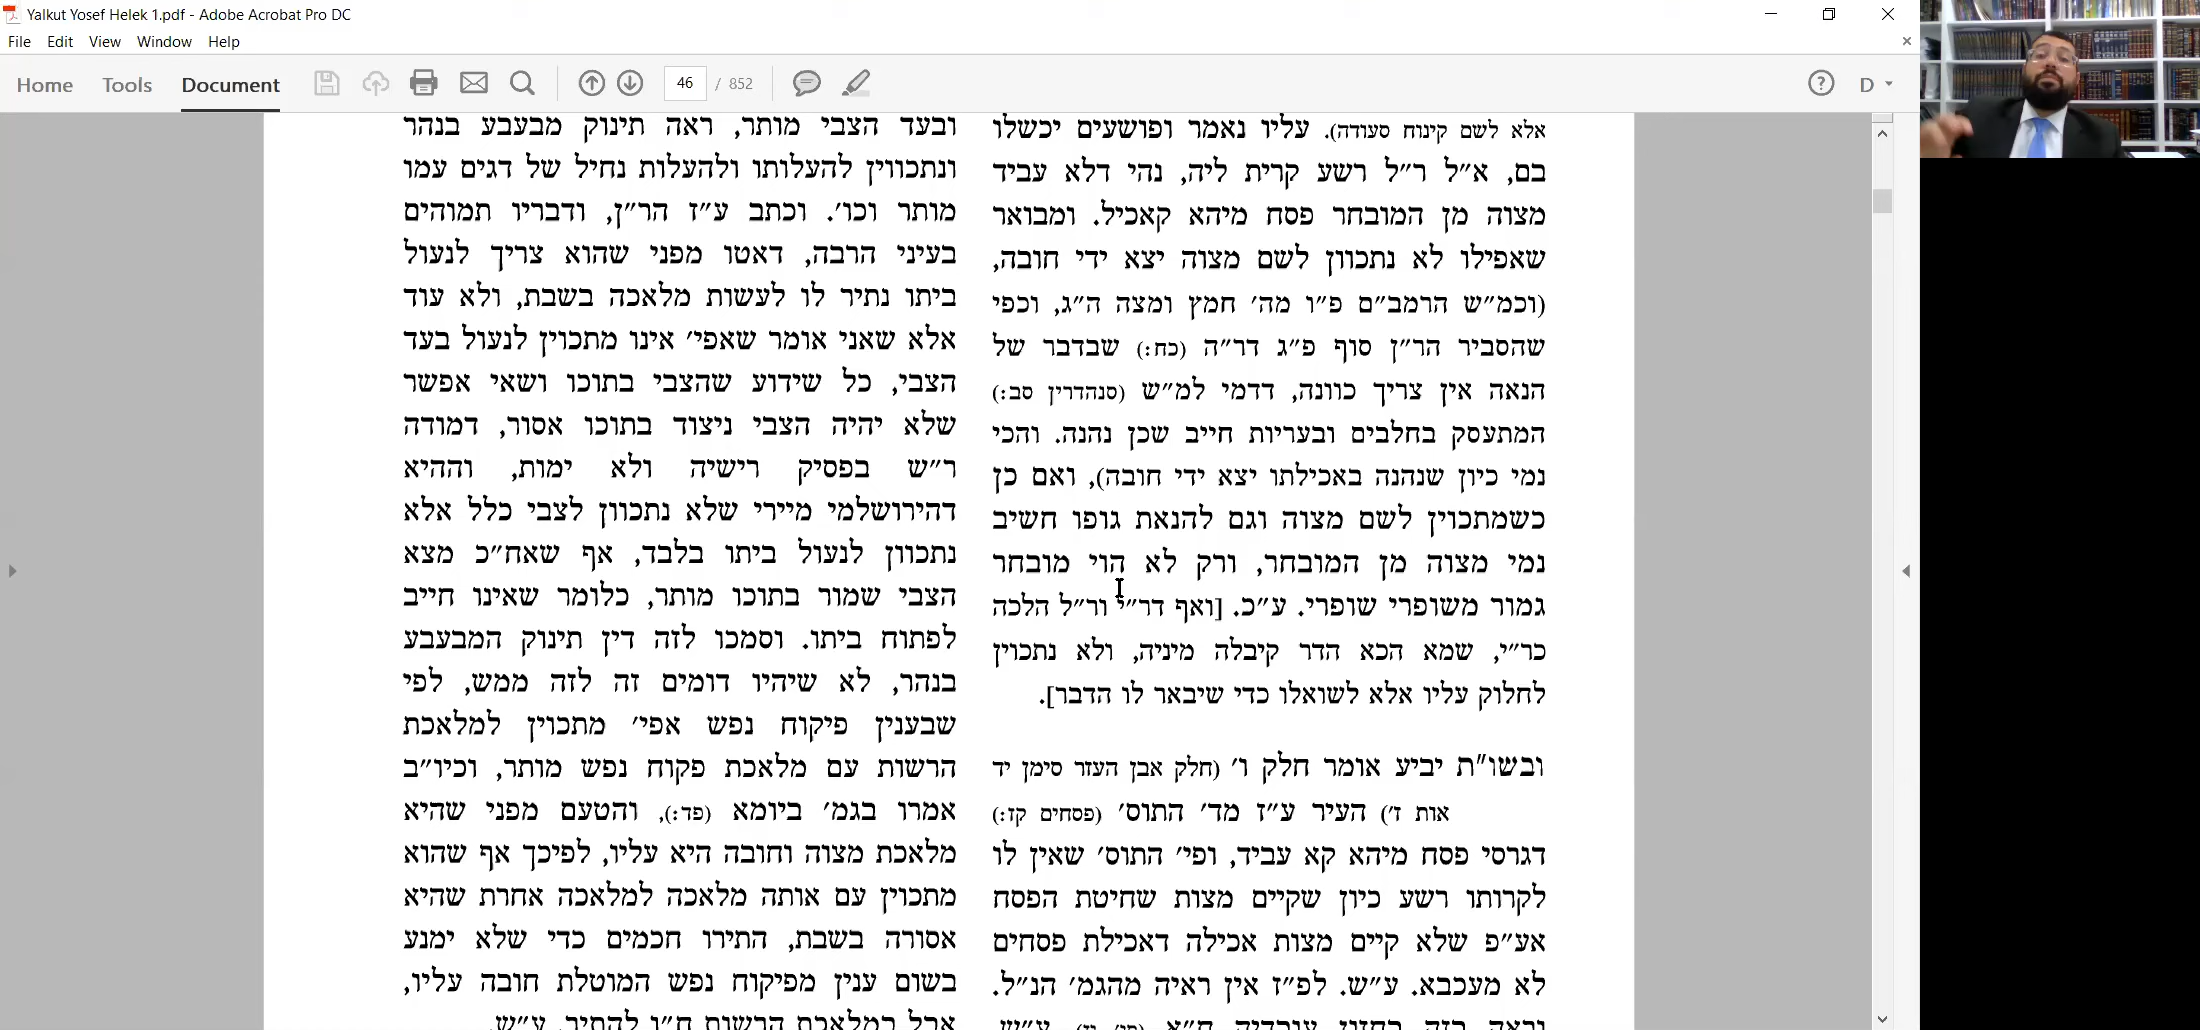 Yalkut Yosef Helek 1.pdf - Adobe Acrobat Pro DC
File Edit View Window Help
Home Tools Document 46 / 852 D
אלא לשם קינוח סעודה). עליו נאמר ופושעים יכשלו
בם, א״ל ר״ל רשע קרית ליה, נהי דלא עביד
מצוה מן המובחר פסח מיהא קאכיל. ומבואר
שאפילו לא נתכוון לשם מצוה יצא ידי חובה,
(וכמ״ש הרמב״ם פ״ו מה׳ חמץ ומצה ה״ג, וכפי
שהסביר הר״ן סוף פ״ג דר״ה (כח:) שבדבר של
הנאה אין צריך כוונה, דדמי למ״ש (סנהדרין סב:)
המתעסק בחלבים ובעריות חייב שכן נהנה. והכי
נמי כיון שנהנה באכילתו יצא ידי חובה), ואם כן
כשמתכוין לשם מצוה וגם להנאת גופו חשיב
נמי מצוה מן המובחר, ורק לא הוי מובחר
גמור משופרי שופרי. ע״כ. [ואף דר״י ור״ל הלכה
כר״י, שמא הכא הדר קיבלה מיניה, ולא נתכוין
לחלוק עליו אלא לשואלו כדי שיבאר לו הדבר].
ובשו״ת יביע אומר חלק ו׳ (חלק אבן העזר סימן יד
אות ז׳) העיר ע״ז מד׳ התוס׳ (פסחים קז:)
דגרסי פסח מיהא קא עביד, ופי׳ התוס׳ שאין לו
לקרותו רשע כיון שקיים מצות שחיטת הפסח
אע״פ שלא קיים מצות אכילה דאכילת פסחים
לא מעכבא. ע״ש. לפ״ז אין ראיה מהגמ׳ הנ״ל.
ובעד הצבי מותר, ראה תינוק מבעבע בנהר
ונתכווין להעלותו ולהעלות נחיל של דגים עמו
מותר וכו׳. וכתב ע״ז הר״ן, ודבריו תמוהים
בעיני הרבה, דאטו מפני שהוא צריך לנעול
ביתו נתיר לו לעשות מלאכה בשבת, ולא עוד
אלא שאני אומר שאפי׳ אינו מתכוין לנעול בעד
הצבי, כל שידוע שהצבי בתוכו ושאי אפשר
שלא יהיה הצבי ניצוד בתוכו אסור, דמודה
ר״ש בפסיק רישיה ולא ימות, וההיא
דהירושלמי מיירי שלא נתכוון לצבי כלל אלא
נתכוון לנעול ביתו בלבד, אף שאח״כ מצא
הצבי שמור בתוכו מותר, כלומר שאינו חייב
לפתוח ביתו. וסמכו לזה דין תינוק המבעבע
בנהר, לא שיהיו דומים זה לזה ממש, לפי
שבענין פיקוח נפש אפי׳ מתכוין למלאכת
הרשות עם מלאכת פקוח נפש מותר, וכיו״ב
אמרו בגמ׳ ביומא (פד:), והטעם מפני שהיא
מלאכת מצוה וחובה היא עליו, לפיכך אף שהוא
מתכוין עם אותה מלאכה למלאכה אחרת שהיא
אסורה בשבת, התירו חכמים כדי שלא ימנע
בשום ענין מפיקוח נפש המוטלת חובה עליו,
אבל במלאכת הרשות ח״ו להתיר. ע״ש.